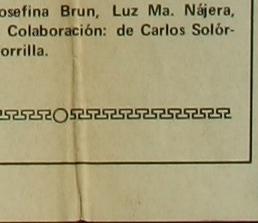 osefina Brun, Luz Ma. Nájera,
Colaboración: de Carlos Solór-
orrilla.